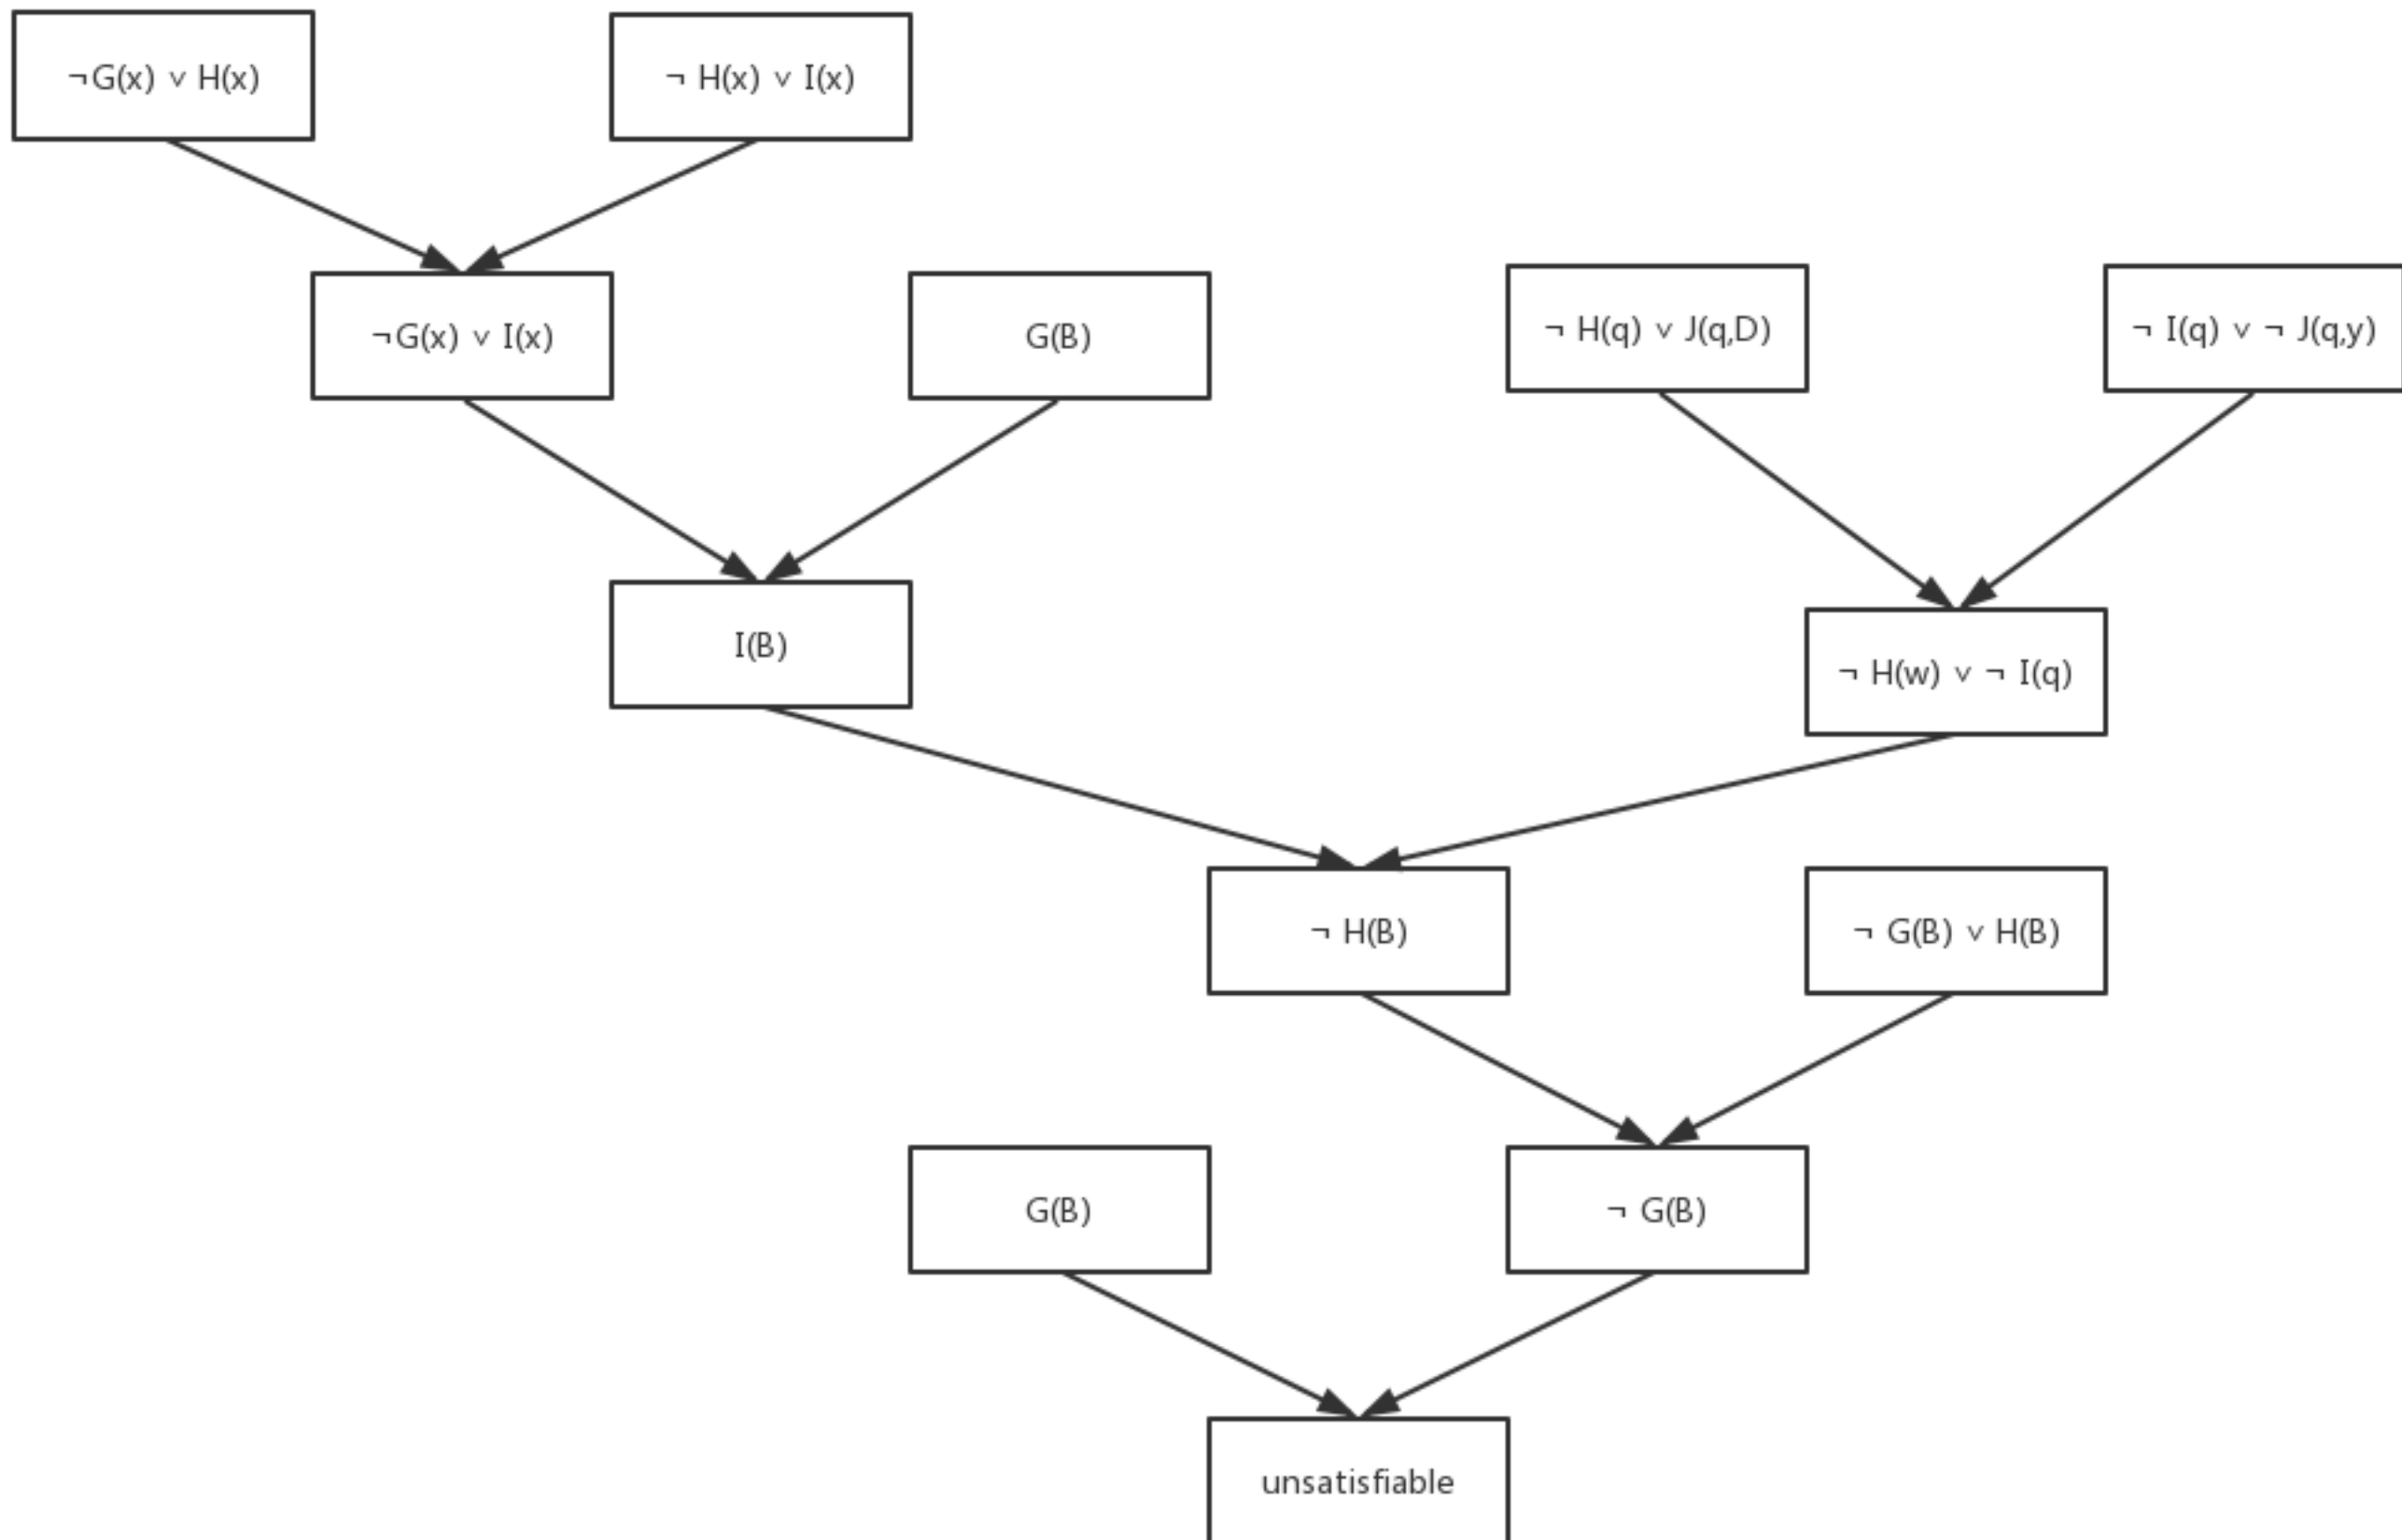 ¬G(x) ∨ H(x)
¬ H(x) ∨ I(x)
¬G(x) ∨ I(x)
G(B)
¬ H(q) ∨ J(q,D)
¬ I(q) ∨ ¬ J(q,y)
I(B)
¬ H(w) ∨ ¬ I(q)
¬ H(B)
¬ G(B) ∨ H(B)
G(B)
¬ G(B)
unsatisfiable